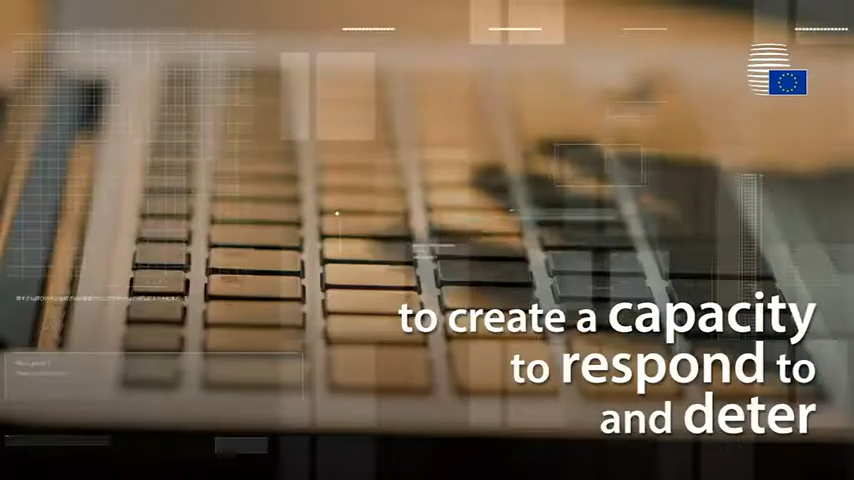 to create a capacity
to respond to
and deter